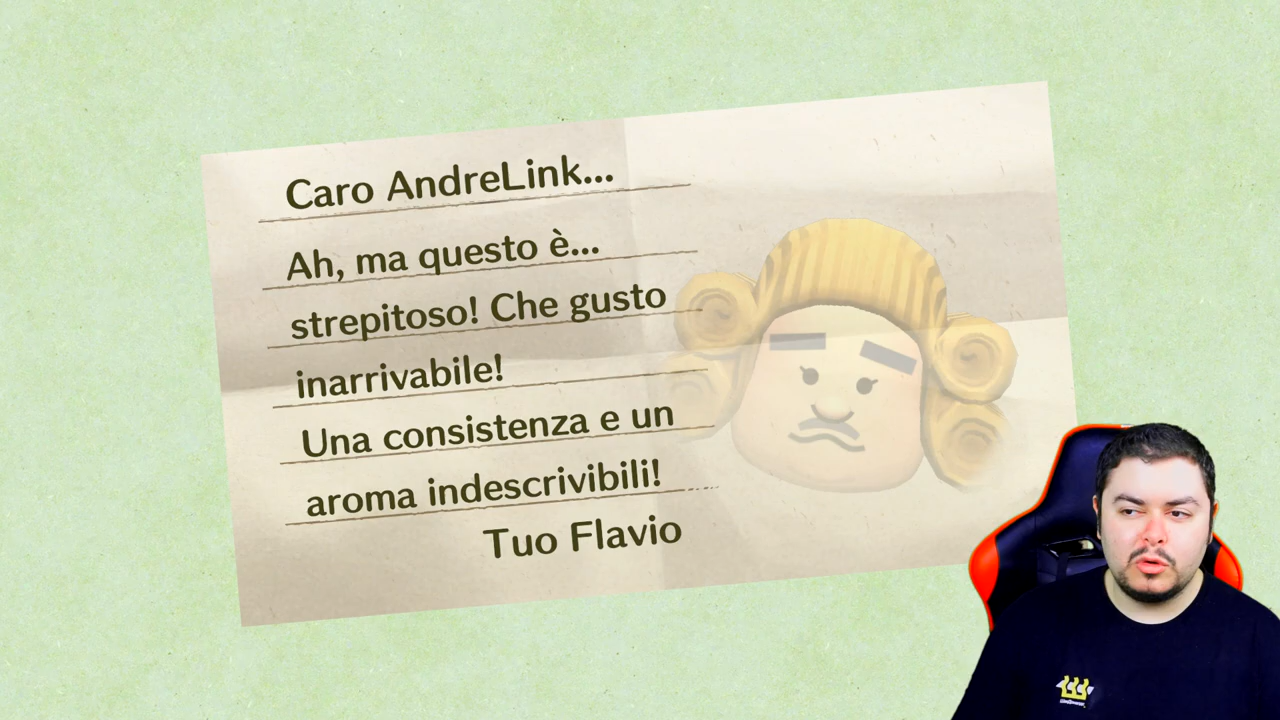 Caro AndreLink...
Ah, ma questo è...
strepitoso! Che gusto
inarrivabile!
Una consistenza e un
aroma indescrivibili!
Tuo Flavio